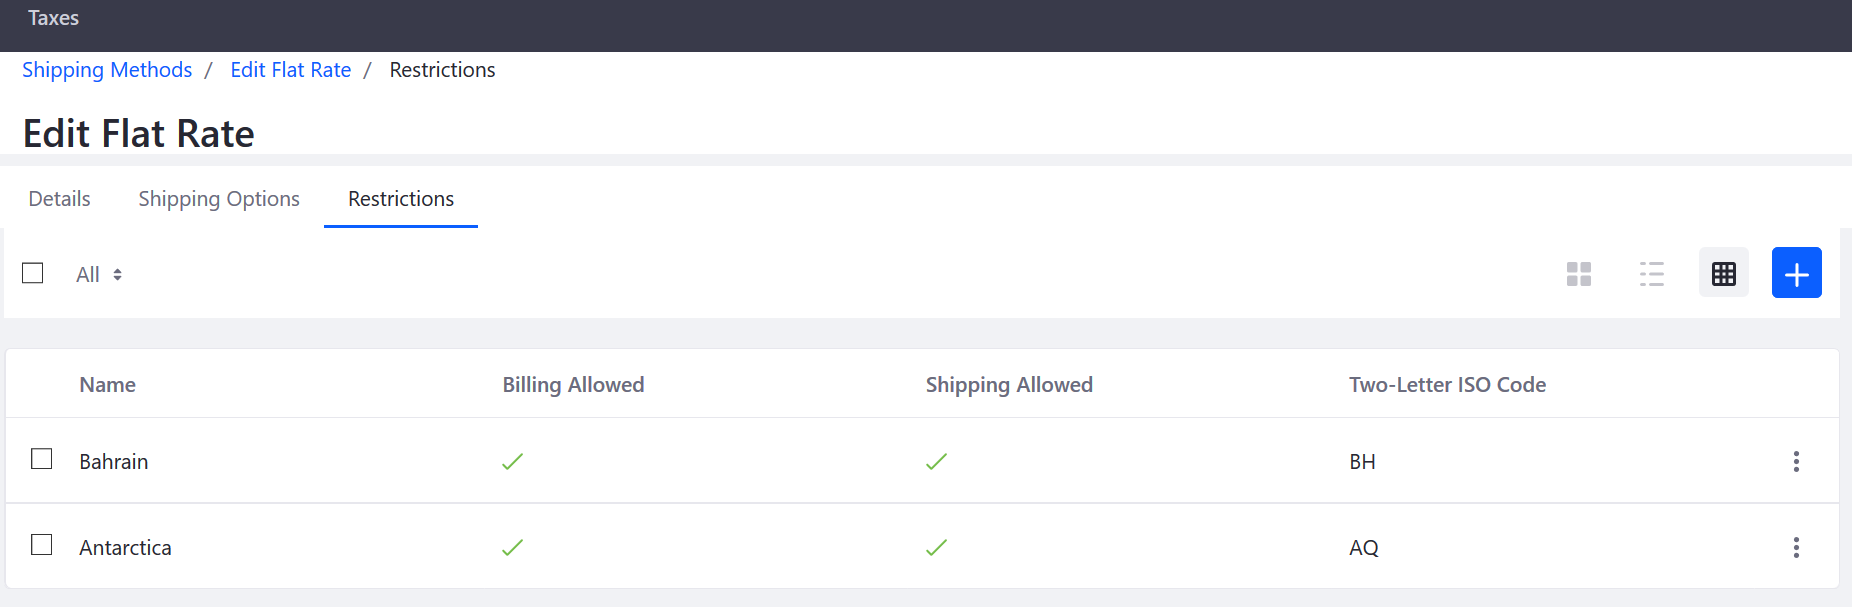 Taxes
Shipping Methods / Edit Flat Rate / Restrictions
Edit Flat Rate
Details Shipping Options Restrictions
All
Name Billing Allowed Shipping Allowed Two-Letter ISO Code
Bahrain BH
Antarctica AQ